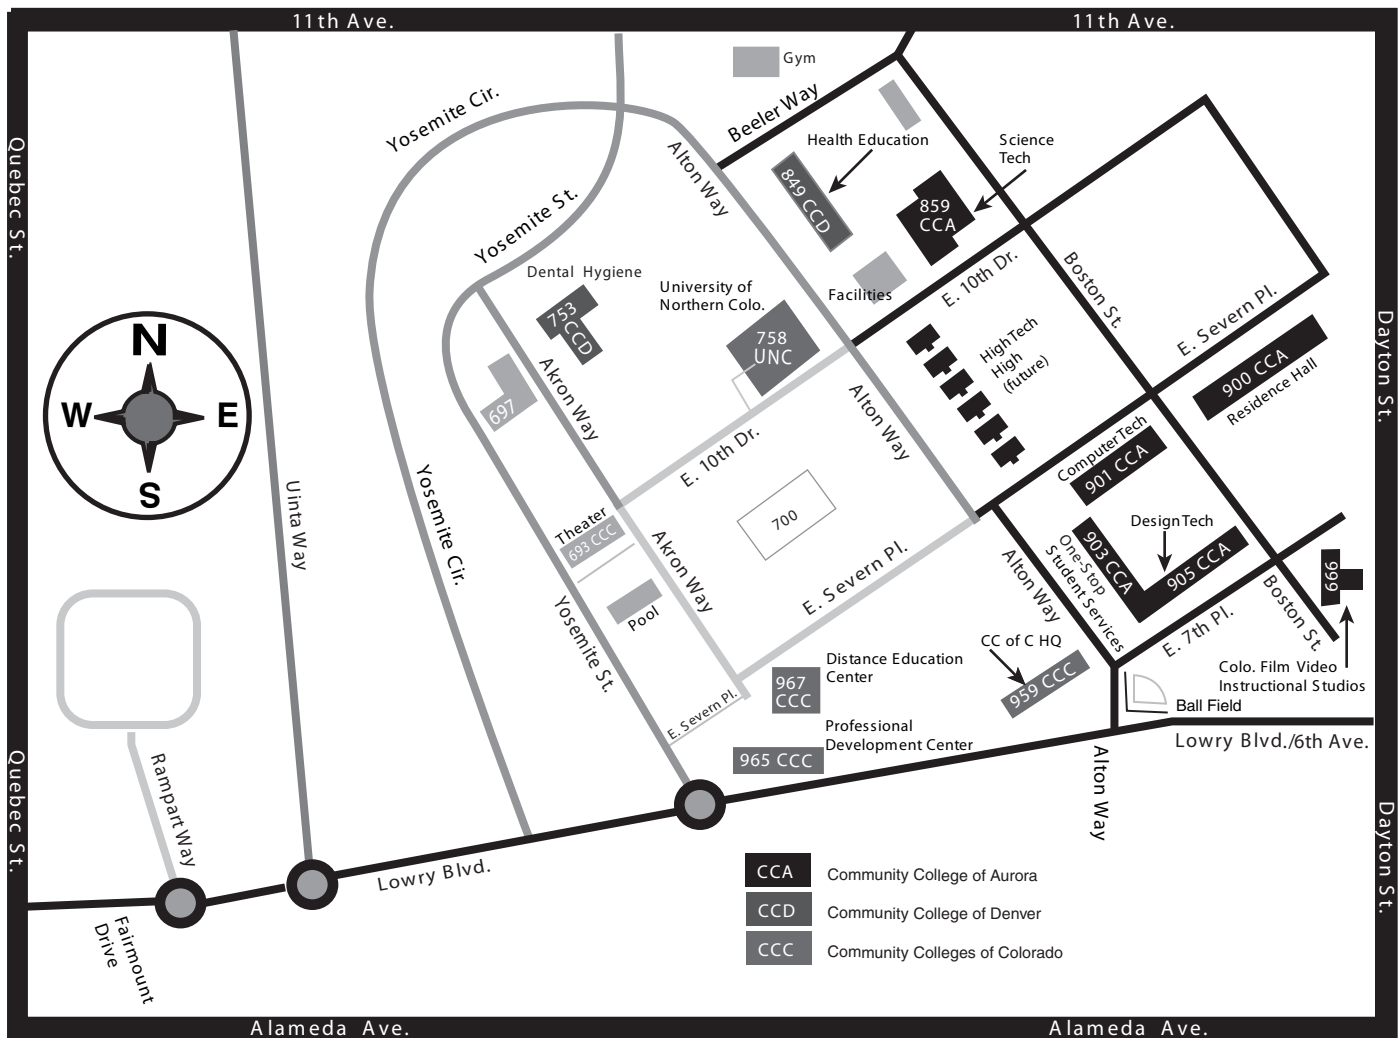 11th Ave.
11th Ave.
Gym
Yosemite Cir.
Beeler Way
Quebec St.
Alton Way
Health Education
Science
Tech
849 CCD
859
CCA
Yosemite St.
Dental Hygiene
753
CCD
University of
Northern Colo.
Facilities
E. 10th Dr.
Boston St.
E. Severn Pl.
Dayton St.
N
W
E
S
758
UNC
High Tech
High
(future)
900 CCA
Residence Hall
697
Akron Way
Alton Way
E. 10th Dr.
Computer Tech
901 CCA
Uinta Way
Yosemite Cir.
Theater
693 CCC
700
Akron Way
E. Severn Pl.
Design Tech
903 CCA
905 CCA
One-Stop
Student Services
Alton Way
Pool
Yosemite St.
E. 7th Pl.
Boston St.
999
Colo. Film Video
Instructional Studios
CC of C HQ
959 CCC
Distance Education
Center
967
CCC
Ball Field
E. Severn Pl.
Professional
Development Center
965 CCC
Lowry Blvd./6th Ave.
Alton Way
Quebec St.
Rampart Way
Dayton St.
Lowry Blvd.
Fairmount
Drive
CCA
Community College of Aurora
CCD
Community College of Denver
CCC
Community Colleges of Colorado
Alameda Ave.
Alameda Ave.